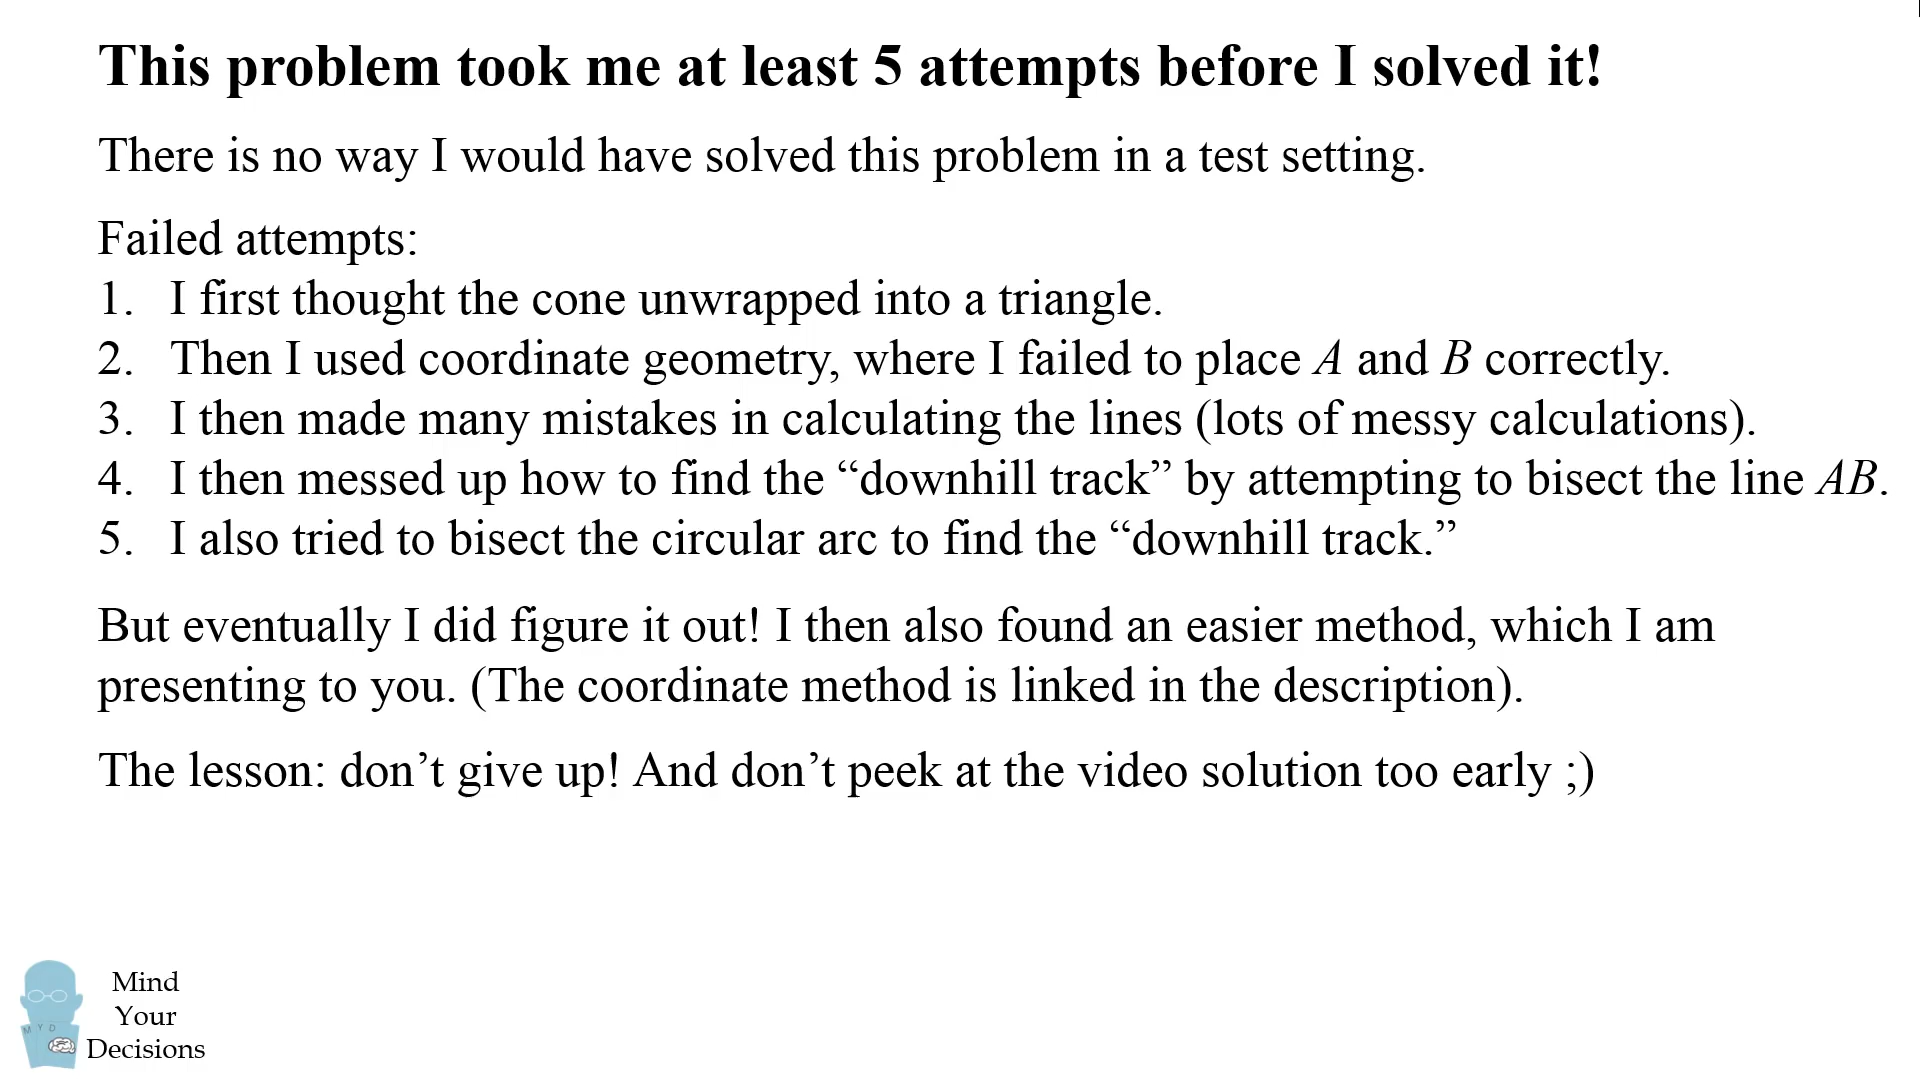 This problem took me at least 5 attempts before I solved it!
There is no way I would have solved this problem in a test setting.
Failed attempts:
1. I first thought the cone unwrapped into a triangle.
2. Then I used coordinate geometry, where I failed to place A and B correctly.
3. I then made many mistakes in calculating the lines (lots of messy calculations).
4. I then messed up how to find the “downhill track” by attempting to bisect the line AB.
5. I also tried to bisect the circular arc to find the “downhill track.”
But eventually I did figure it out! I then also found an easier method, which I am
presenting to you. (The coordinate method is linked in the description).
The lesson: don’t give up! And don’t peek at the video solution too early ;)
Mind
Your
Decisions
M Y D